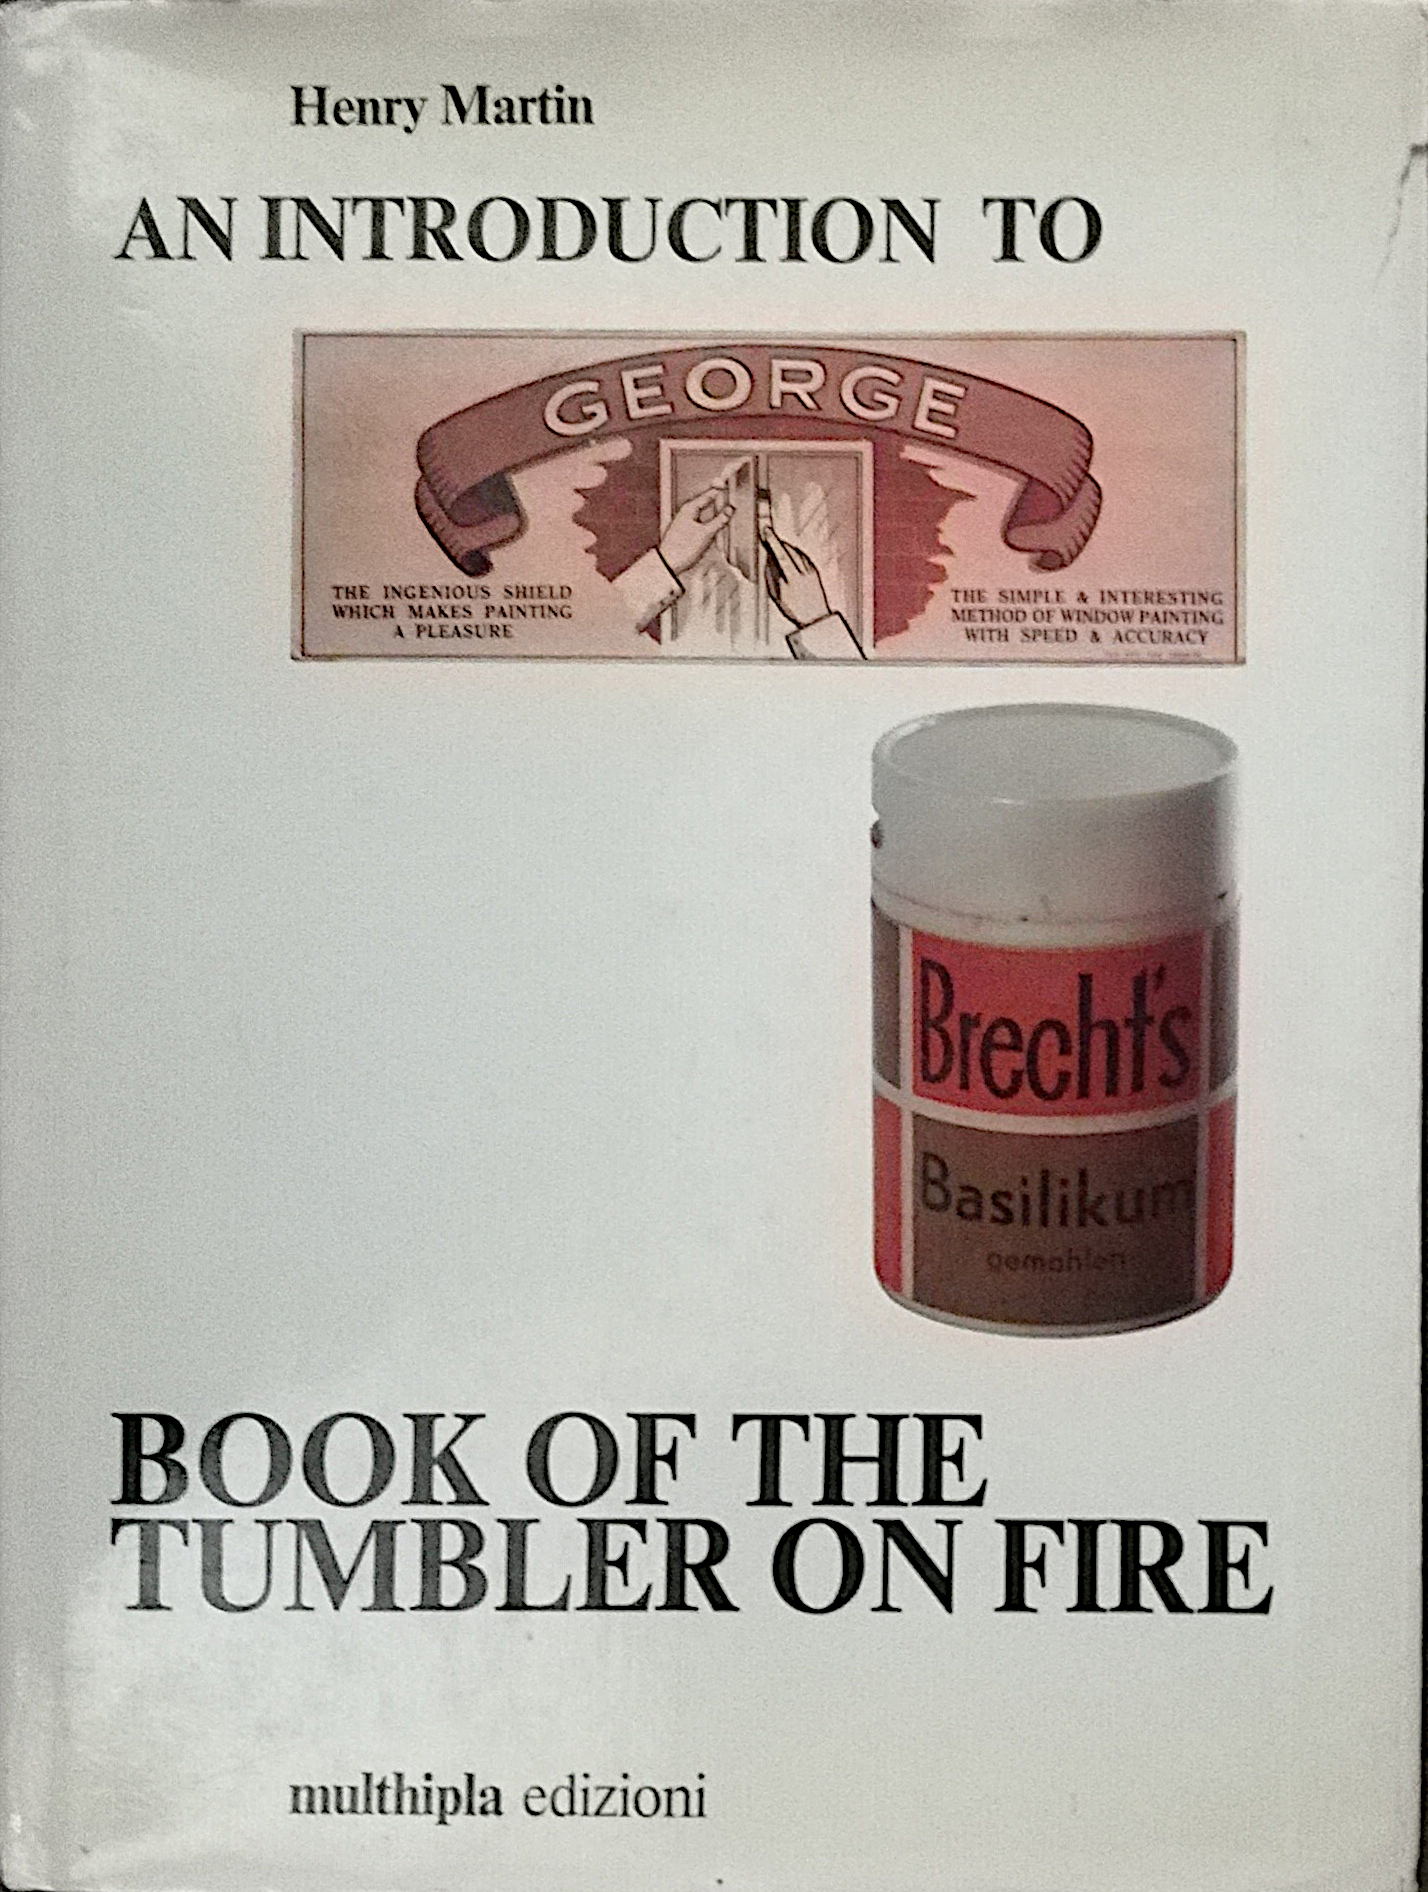 Henry Martin
AN INTRODUCTION TO
GEORGE
THE INGENIOUS SHIELD
WHICH MAKES PAINTING
A PLEASURE
THE SIMPLE & INTERESTING
METHOD OF WINDOW PAINTING
WITH SPEED & ACCURACY
Brecht's
Basilikum
gemahlen
BOOK OF THE
TUMBLER ON FIRE
multhipla edizioni